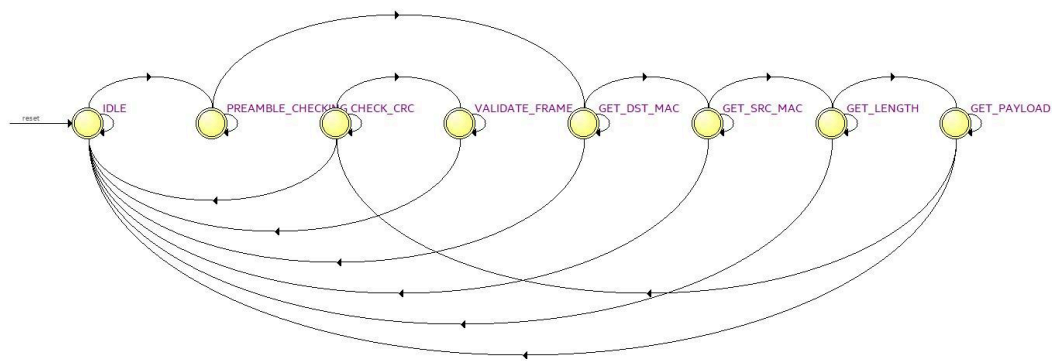 IDLE
PREAMBLE_CHECKING
CHECK_CRC
VALIDATE_FRAME
GET_DST_MAC
GET_SRC_MAC
GET_LENGTH
GET_PAYLOAD
reset